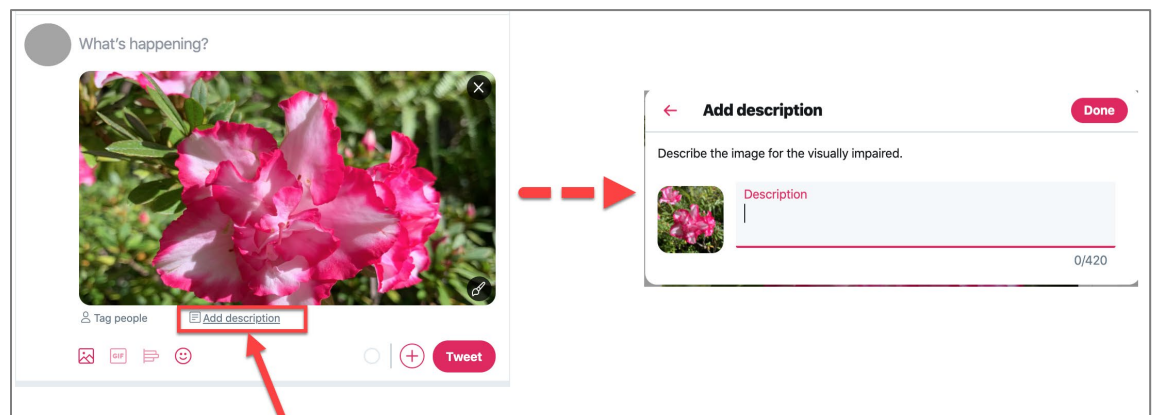 What's happening?
Tag people
Add description
GIF
Tweet
Add description
Done
Describe the image for the visually impaired.
Description
0/420